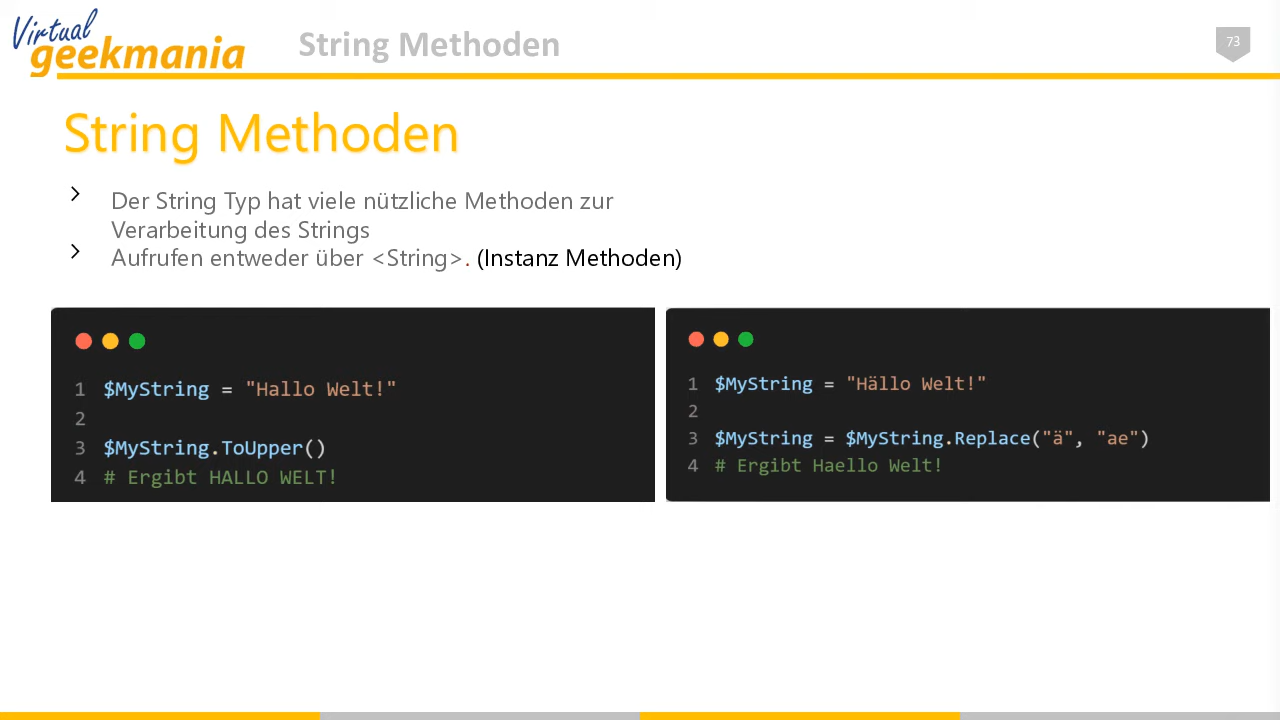 Virtual
geekmania
String Methoden
73
String Methoden
Der String Typ hat viele nützliche Methoden zur
Verarbeitung des Strings
Aufrufen entweder über <String>. (Instanz Methoden)
1 $MyString = "Hallo Welt!"
2
3 $MyString.ToUpper()
4 # Ergibt HALLO WELT!
1 $MyString = "Hällo Welt!"
2
3 $MyString = $MyString.Replace("ä", "ae")
4 # Ergibt Haello Welt!